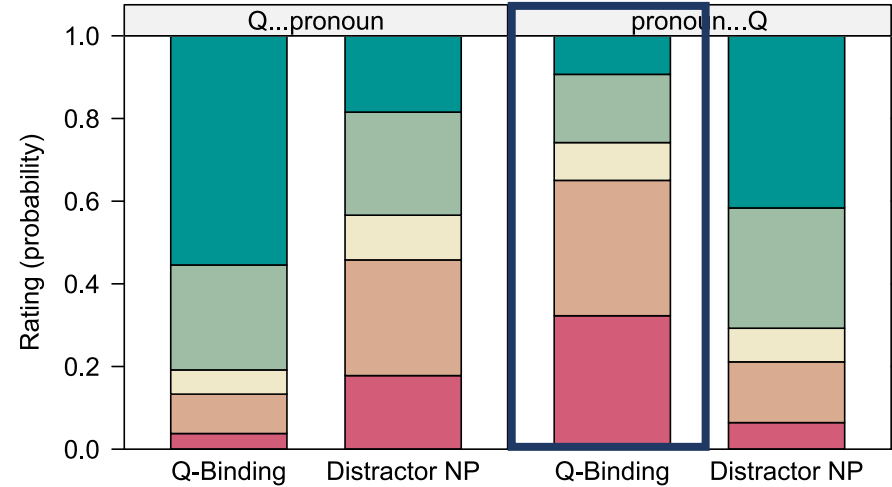 Q...pronoun
pronoun...Q
Rating (probability)
1.0
0.8
0.6
0.4
0.2
0.0
Q-Binding
Distractor NP
Q-Binding
Distractor NP